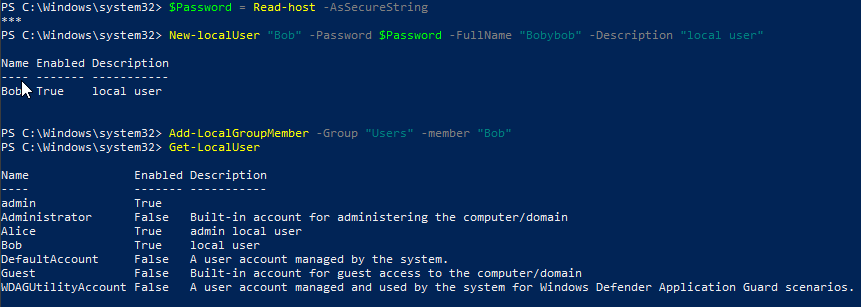 PS C:\Windows\system32> $Password = Read-host -AsSecureString
***
PS C:\Windows\system32> New-localUser "Bob" -Password $Password -FullName "Bobybob" -Description "local user"
Name Enabled Description
---- ------- -----------
Bob True local user
PS C:\Windows\system32> Add-LocalGroupMember -Group "Users" -member "Bob"
PS C:\Windows\system32> Get-LocalUser
Name Enabled Description
---- ------- -----------
admin True
Administrator False Built-in account for administering the computer/domain
Alice True admin local user
Bob True local user
DefaultAccount False A user account managed by the system.
Guest False Built-in account for guest access to the computer/domain
WDAGUtilityAccount False A user account managed and used by the system for Windows Defender Application Guard scenarios.